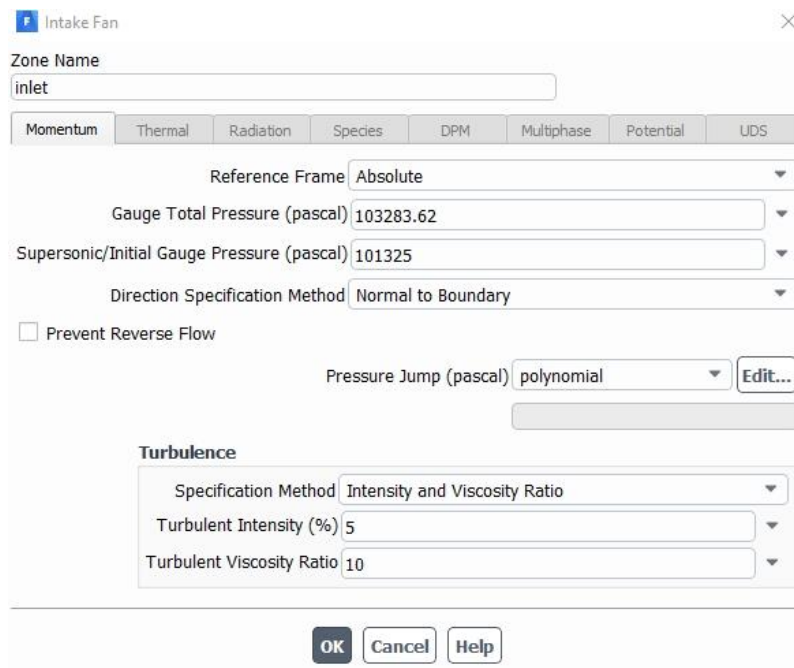 Intake Fan
Zone Name
inlet
Momentum Thermal Radiation Species DPM Multiphase Potential UDS
Reference Frame Absolute
Gauge Total Pressure (pascal) 103283.62
Supersonic/Initial Gauge Pressure (pascal) 101325
Direction Specification Method Normal to Boundary
Prevent Reverse Flow
Pressure Jump (pascal) polynomial Edit...
Turbulence
Specification Method Intensity and Viscosity Ratio
Turbulent Intensity (%) 5
Turbulent Viscosity Ratio 10
OK Cancel Help